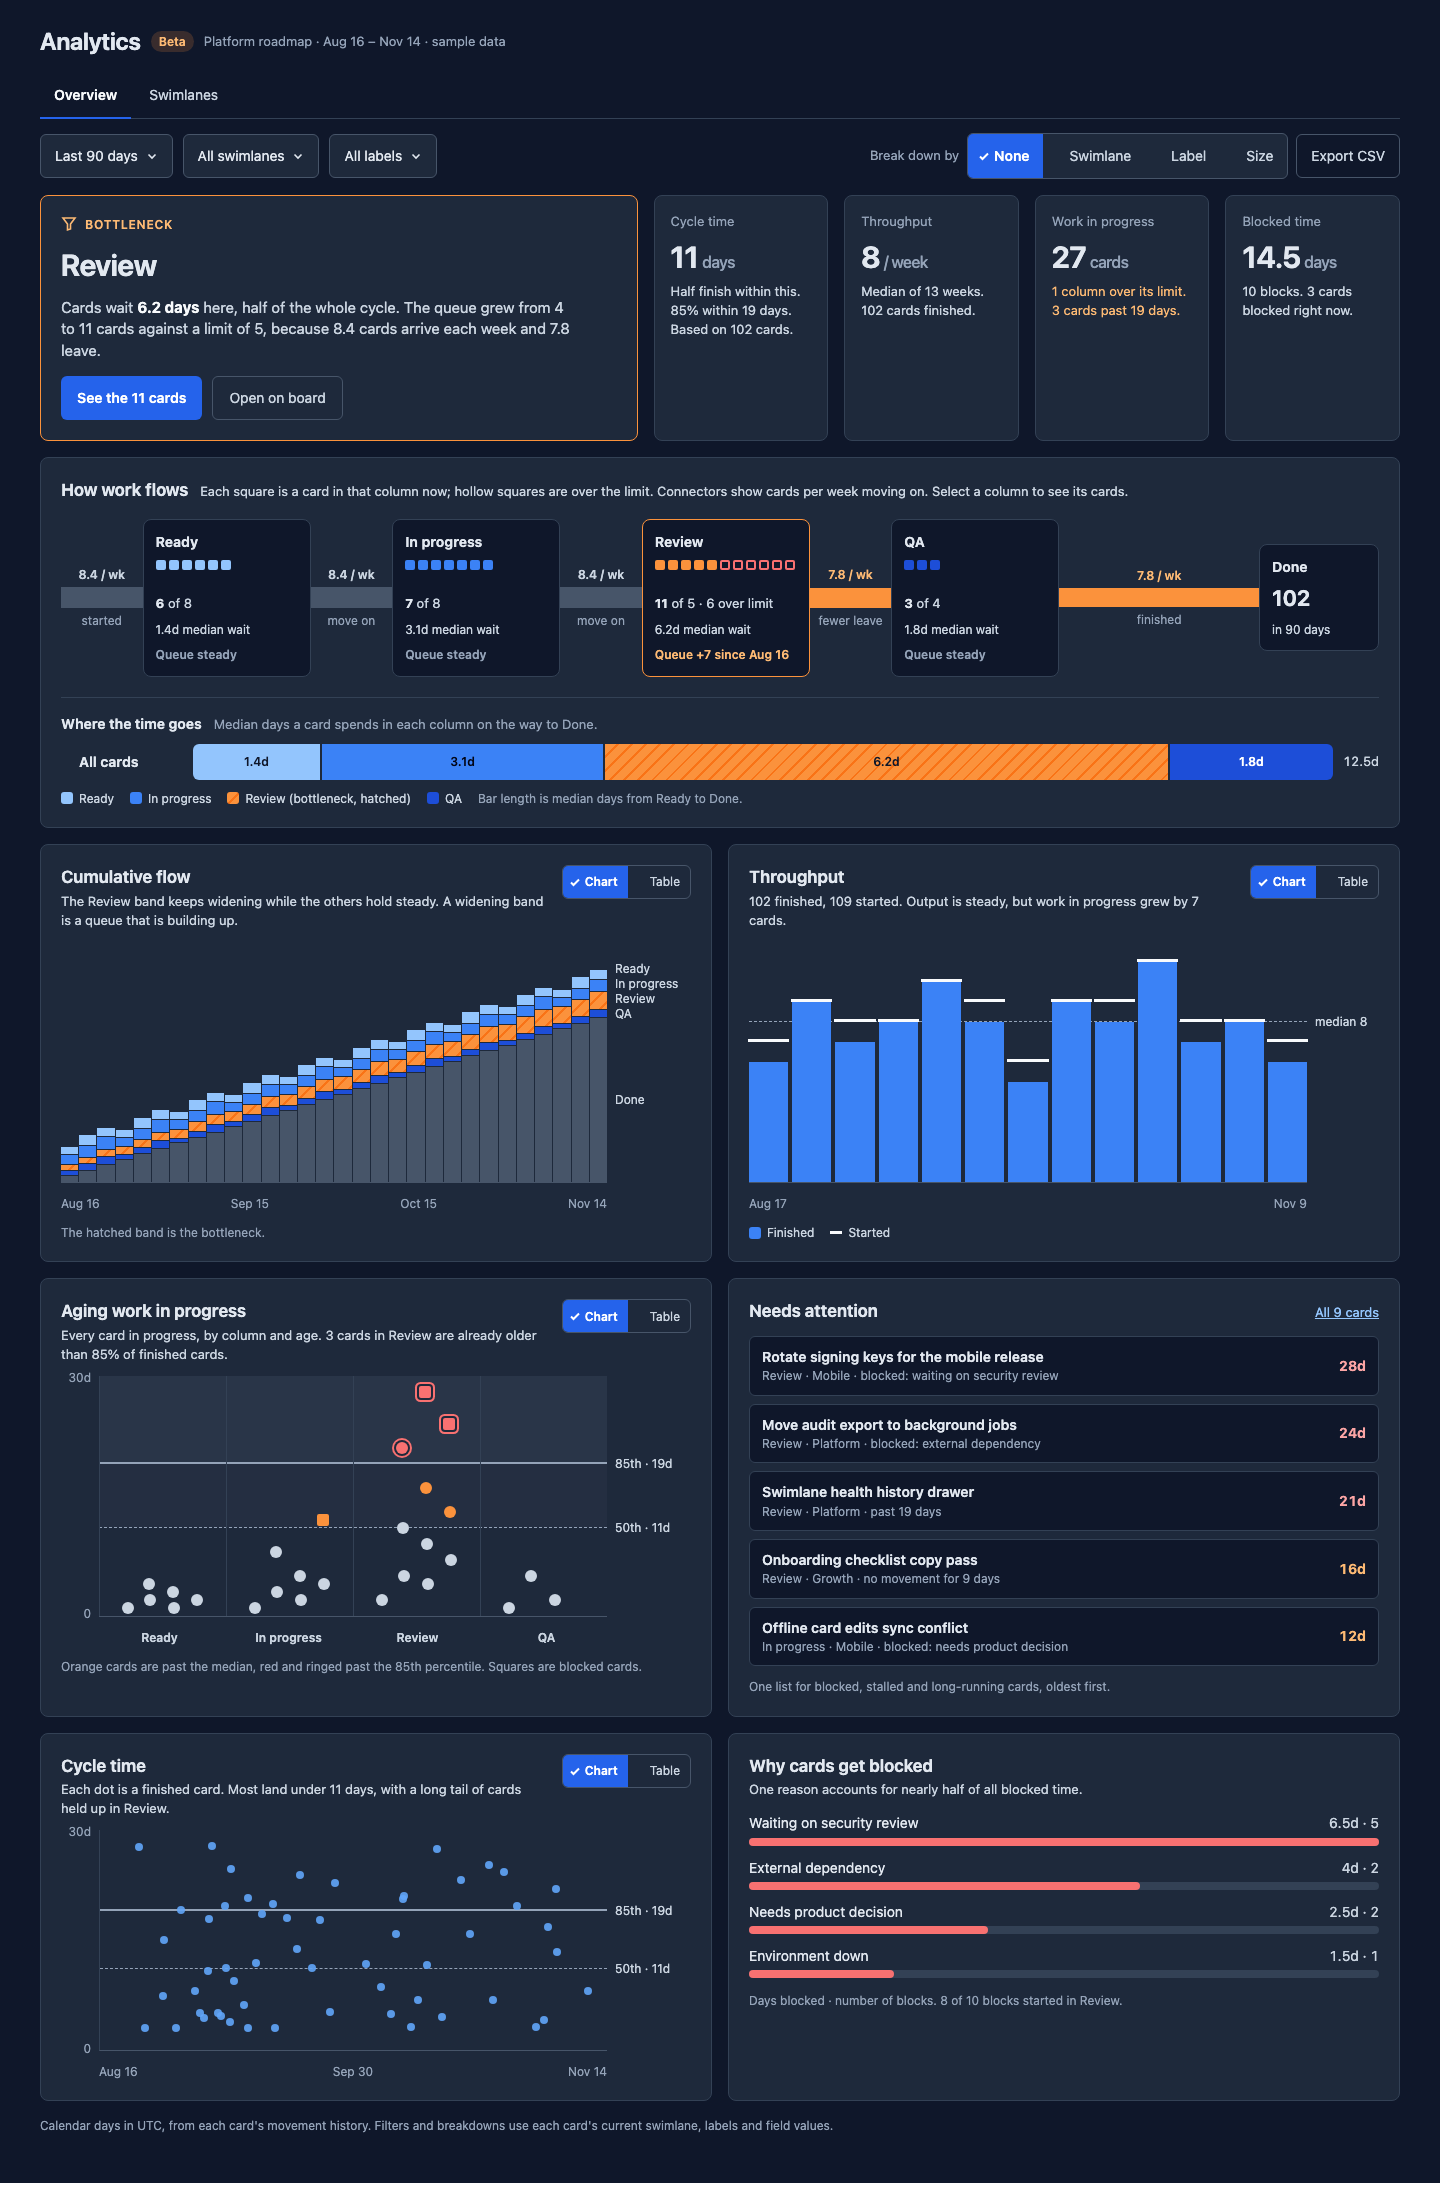 Analytics Beta Platform roadmap · Aug 16 – Nov 14 · sample data
Overview Swimlanes
Last 90 days All swimlanes All labels Break down by None Swimlane Label Size Export CSV
BOTTLENECK
Review
Cards wait 6.2 days here, half of the whole cycle. The queue grew from 4
to 11 cards against a limit of 5, because 8.4 cards arrive each week and 7.8
leave.
See the 11 cards Open on board
Cycle time
11 days
Half finish within this.
85% within 19 days.
Based on 102 cards.
Throughput
8 / week
Median of 13 weeks.
102 cards finished.
Work in progress
27 cards
1 column over its limit.
3 cards past 19 days.
Blocked time
14.5 days
10 blocks. 3 cards
blocked right now.
How work flows Each square is a card in that column now; hollow squares are over the limit. Connectors show cards per week moving on. Select a column to see its cards.
8.4 / wk
started
Ready
6 of 8
1.4d median wait
Queue steady
8.4 / wk
move on
In progress
7 of 8
3.1d median wait
Queue steady
8.4 / wk
move on
Review
11 of 5 · 6 over limit
6.2d median wait
Queue +7 since Aug 16
7.8 / wk
fewer leave
QA
3 of 4
1.8d median wait
Queue steady
7.8 / wk
finished
Done
102
in 90 days
Where the time goes Median days a card spends in each column on the way to Done.
All cards 1.4d 3.1d 6.2d 1.8d 12.5d
Ready In progress Review (bottleneck, hatched) QA Bar length is median days from Ready to Done.
Cumulative flow
Chart Table
The Review band keeps widening while the others hold steady. A widening band
is a queue that is building up.
Ready
In progress
Review
QA
Done
Aug 16 Sep 15 Oct 15 Nov 14
The hatched band is the bottleneck.
Throughput
Chart Table
102 finished, 109 started. Output is steady, but work in progress grew by 7
cards.
median 8
Aug 17 Nov 9
Finished Started
Aging work in progress
Chart Table
Every card in progress, by column and age. 3 cards in Review are already older
than 85% of finished cards.
30d
85th · 19d
50th · 11d
0
Ready In progress Review QA
Orange cards are past the median, red and ringed past the 85th percentile. Squares are blocked cards.
Needs attention All 9 cards
Rotate signing keys for the mobile release
Review · Mobile · blocked: waiting on security review
28d
Move audit export to background jobs
Review · Platform · blocked: external dependency
24d
Swimlane health history drawer
Review · Platform · past 19 days
21d
Onboarding checklist copy pass
Review · Growth · no movement for 9 days
16d
Offline card edits sync conflict
In progress · Mobile · blocked: needs product decision
12d
One list for blocked, stalled and long-running cards, oldest first.
Cycle time
Chart Table
Each dot is a finished card. Most land under 11 days, with a long tail of cards
held up in Review.
30d
85th · 19d
50th · 11d
0
Aug 16 Sep 30 Nov 14
Why cards get blocked
One reason accounts for nearly half of all blocked time.
Waiting on security review 6.5d · 5
External dependency 4d · 2
Needs product decision 2.5d · 2
Environment down 1.5d · 1
Days blocked · number of blocks. 8 of 10 blocks started in Review.
Calendar days in UTC, from each card's movement history. Filters and breakdowns use each card's current swimlane, labels and field values.